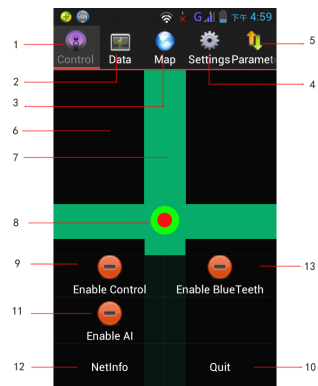 G 下午 4:59
1
Control Data Map Settings Paramet
5
2
3
4
6
7
8
9
13
Enable Control Enable BlueTeeth
11
Enable AI
12
NetInfo Quit
10